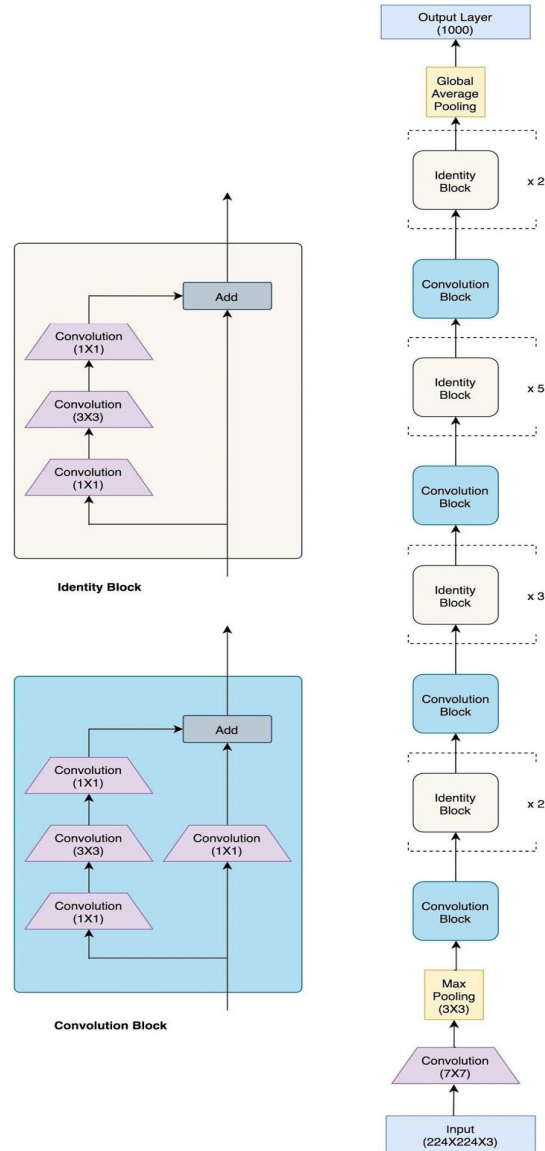 Add
Convolution
(1X1)
Convolution
(3X3)
Convolution
(1X1)
Identity Block
Add
Convolution
(1X1)
Convolution
(3X3)
Convolution
(1X1)
Convolution
(1X1)
Convolution Block
Output Layer
(1000)
Global
Average
Pooling
Identity
Block
x 2
Convolution
Block
Identity
Block
x 5
Convolution
Block
Identity
Block
x 3
Convolution
Block
Identity
Block
x 2
Convolution
Block
Max
Pooling
(3X3)
Convolution
(7X7)
Input
(224X224X3)